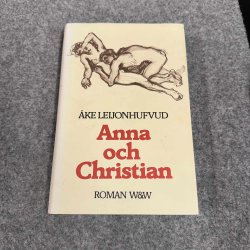 ÅKE LEIJONHUFVUD
Anna
och
Christian
ROMAN W&W